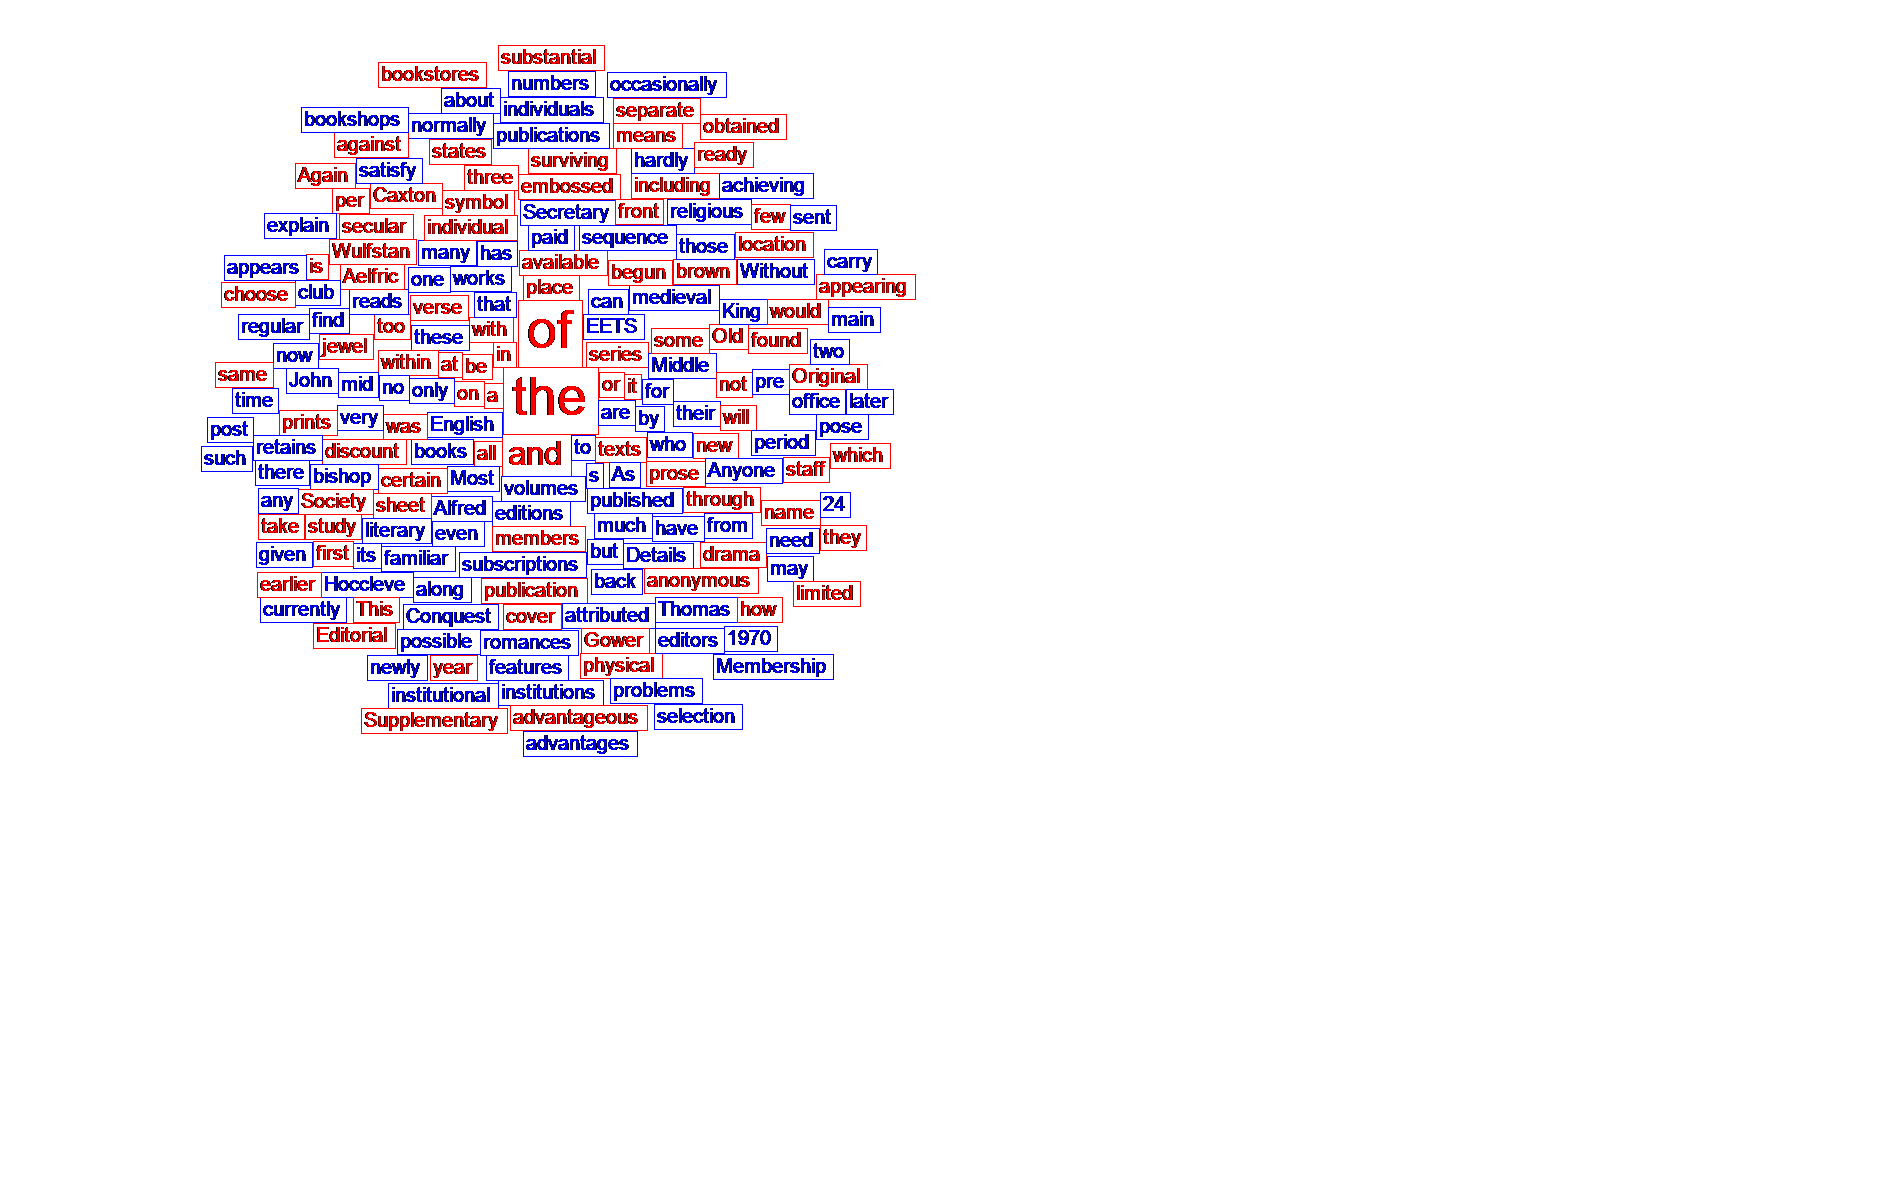 substantial
bookstores numbers occasionally
about individuals separate
bookshops normally publications means obtained
against states surviving hardly ready
Again satisfy three embossed including achieving
per Caxton symbol Secretary front religious few sent
explain secular individual paid sequence those location
Wulfstan many has available begun brown Without carry
appears is Aelfric one works place appearing
choose club reads verse that can medieval King would main
regular find too these with of EETS some Old found
now jewel within at be in series Middle two
same John mid no only on a the or it for not pre Original
time office later
post prints very was English are by their will pose
such retains discount books all and to texts who new period which
there bishop certain Most volumes s As prose Anyone staff
any Society sheet Alfred editions published through name 24
take study literary even members much have from need they
given first its familiar subscriptions but Details drama may
earlier Hoccleve along publication back anonymous limited
currently This Conquest cover attributed Thomas how
Editorial possible romances Gower editors 1970
newly year features physical Membership
institutional institutions problems
Supplementary advantageous selection
advantages